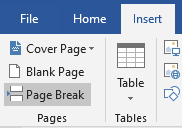 File Home Insert
Cover Page
Blank Page
Page Break
Table
Pages Tables